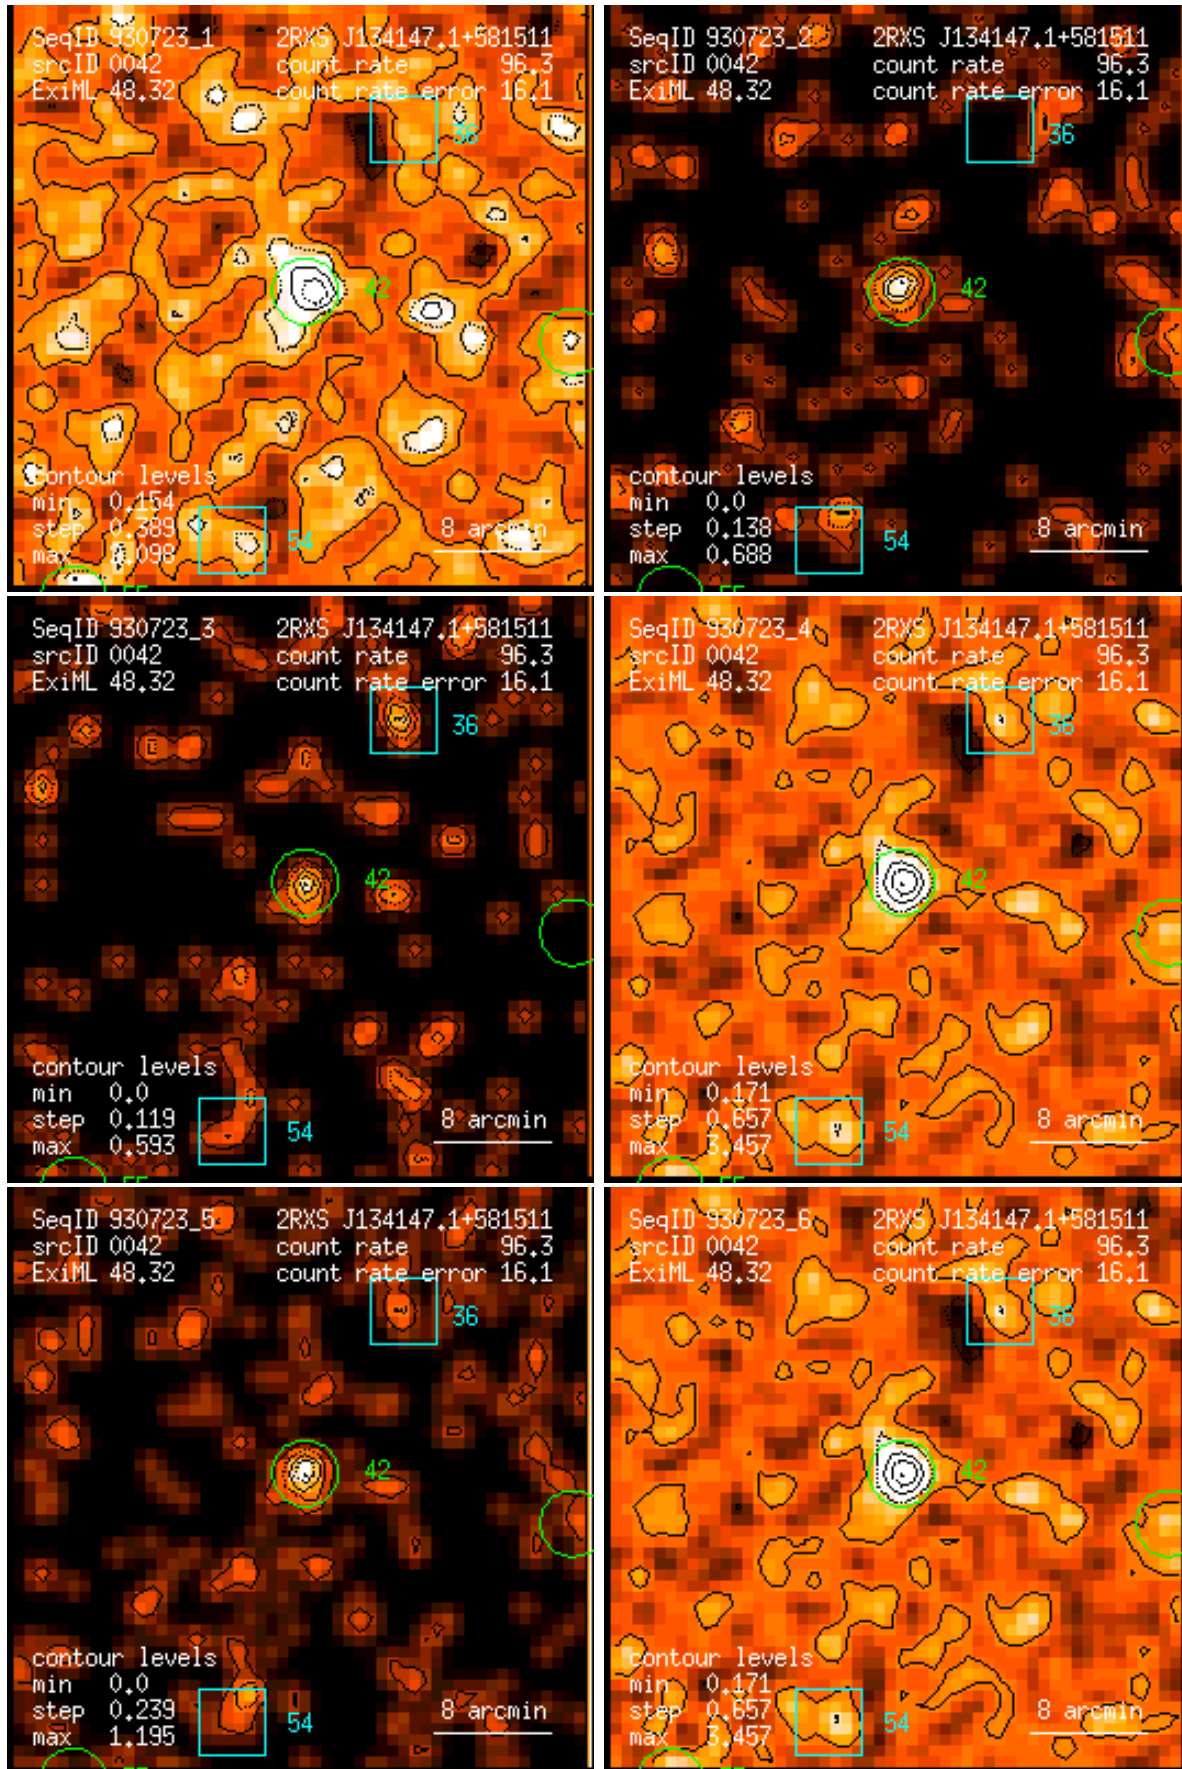 SeqID 930723_1 2RXS J134147.1+581511
srcID 0042 count rate 96.3
ExiML 48.32 count rate error 16.1
36
42
contour levels
min 0.154
step 0.389
max .098
54
8 arcmin
SeqID 930723_2 2RXS J134147.1+581511
srcID 0042 count rate 96.3
ExiML 48.32 count rate error 16.1
36
42
contour levels
min 0.0
step 0.138
max 0.688
54
8 arcmin
SeqID 930723_3 2RXS J134147.1+581511
srcID 0042 count rate 96.3
ExiML 48.32 count rate error 16.1
36
42
contour levels
min 0.0
step 0.119
max 0.593
54
8 arcmin
SeqID 930723_4 2RXS J134147.1+581511
srcID 0042 count rate 96.3
ExiML 48.32 count rate error 16.1
36
42
contour levels
min 0.171
step 0.657
max 3.457
54
8 arcmin
SeqID 930723_5 2RXS J134147.1+581511
srcID 0042 count rate 96.3
ExiML 48.32 count rate error 16.1
36
42
contour levels
min 0.0
step 0.239
max 1.195
54
8 arcmin
SeqID 930723_6 2RXS J134147.1+581511
srcID 0042 count rate 96.3
ExiML 48.32 count rate error 16.1
36
42
contour levels
min 0.171
step 0.657
max 3.457
54
8 arcmin